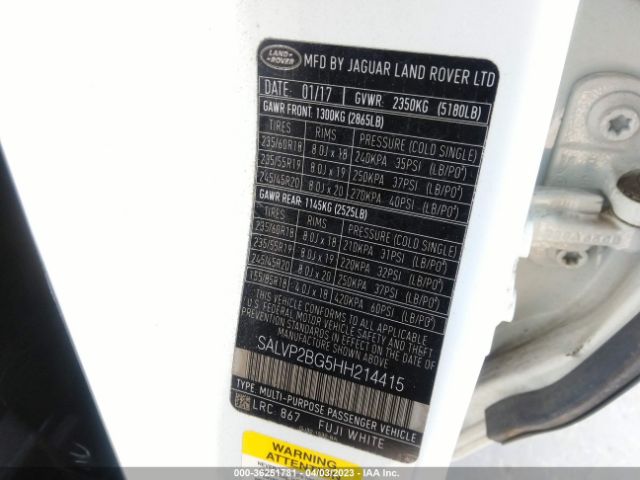 LAND ROVER
MFD BY JAGUAR LAND ROVER LTD
DATE: 01/17 GVWR: 2350KG (5180LB)
GAWR FRONT: 1300KG (2865LB)
TIRES RIMS PRESSURE (COLD SINGLE)
235/60R18 8.0J x 18 240KPA 35PSI (LB/PO²)
235/55R19 8.0J x 19 250KPA 37PSI (LB/PO²)
245/45R20 8.0J x 20 270KPA 40PSI (LB/PO²)
GAWR REAR: 1145KG (2525LB)
TIRES RIMS PRESSURE (COLD SINGLE)
235/60R18 8.0J x 18 210KPA 31PSI (LB/PO²)
235/55R19 8.0J x 19 220KPA 32PSI (LB/PO²)
245/45R20 8.0J x 20 250KPA 37PSI (LB/PO²)
155/85R18 4.0J x 18 420KPA 60PSI (LB/PO²)
THIS VEHICLE CONFORMS TO ALL APPLICABLE
U.S. FEDERAL MOTOR VEHICLE SAFETY, BUMPER AND THEFT
PREVENTION STANDARDS IN EFFECT ON THE DATE OF
MANUFACTURE SHOWN ABOVE.
SALVP2BG5HH214415
TYPE: MULTI-PURPOSE PASSENGER VEHICLE
LRC 867 FUJI WHITE
WARNING
ATTENTION
© IAA - 36251781 - 04/03/2023 - IAAI.COM